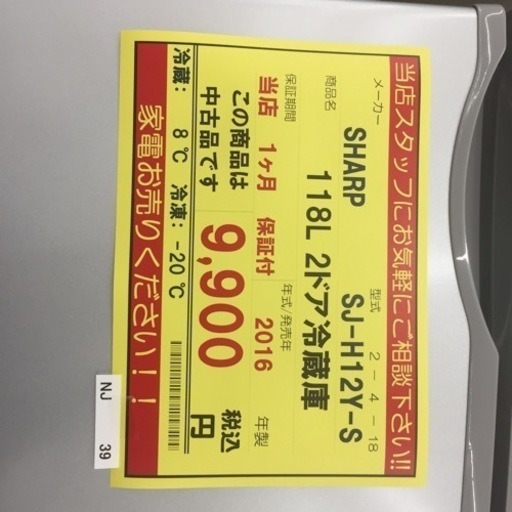 当店スタッフにお気軽にご相談下さい!!
メーカー 型式 2-4-18
SHARP SJ-H12Y-S
商品名
118L 2ドア冷蔵庫
保証期間 年式/発売年
当店 1ヶ月 保証付 2016 年製
この商品は
中古品です
9,900 税込 円
冷蔵: 8℃ 冷凍: -20℃
家電お売りください!!
NJ 39